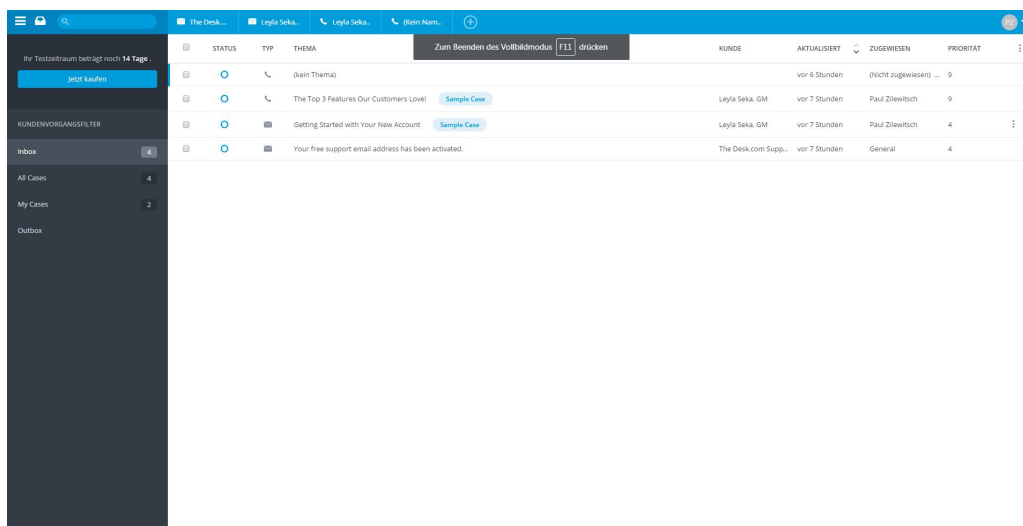 The Desk.... Leyla Seka.. Leyla Seka.. (Kein Nam.. PZ
Ihr Testzeitraum beträgt noch 14 Tage .
Jetzt kaufen
KUNDENVORGANGSFILTER
Inbox 4
All Cases 4
My Cases 2
Outbox
Zum Beenden des Vollbildmodus F11 drücken
STATUS TYP THEMA KUNDE AKTUALISIERT ZUGEWIESEN PRIORITÄT
(kein Thema) vor 6 Stunden (Nicht zugewiesen) ... 9
The Top 3 Features Our Customers Love! Sample Case Leyla Seka, GM vor 7 Stunden Paul Zilewitsch 9
Getting Started with Your New Account Sample Case Leyla Seka, GM vor 7 Stunden Paul Zilewitsch 4
Your free support email address has been activated. The Desk.com Supp... vor 7 Stunden General 4